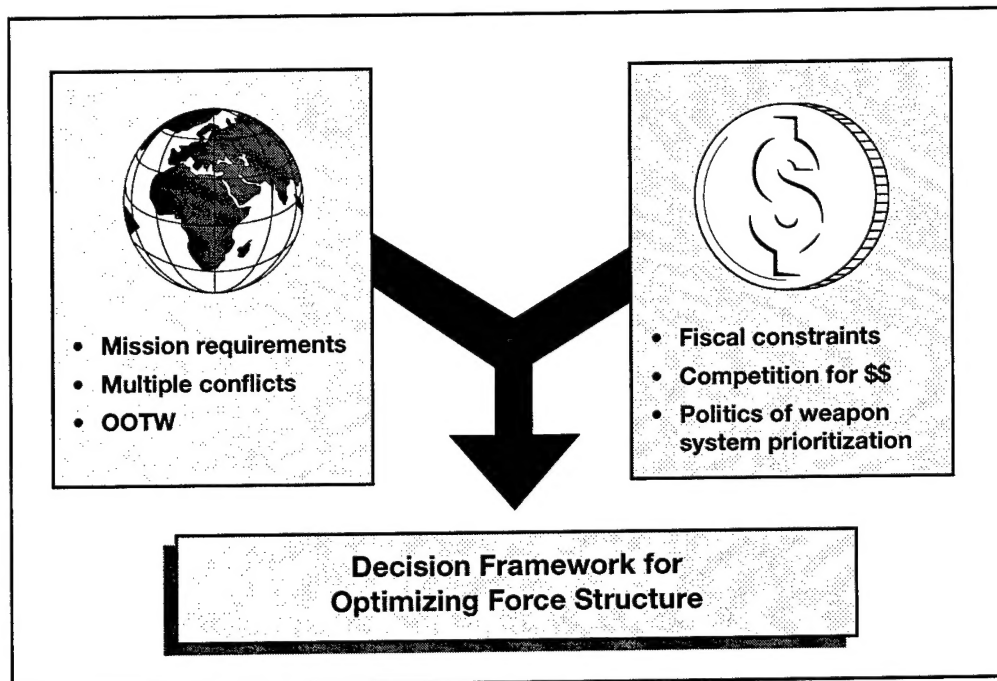 • Mission requirements
• Multiple conflicts
• OOTW
• Fiscal constraints
• Competition for $$
• Politics of weapon
system prioritization
Decision Framework for
Optimizing Force Structure